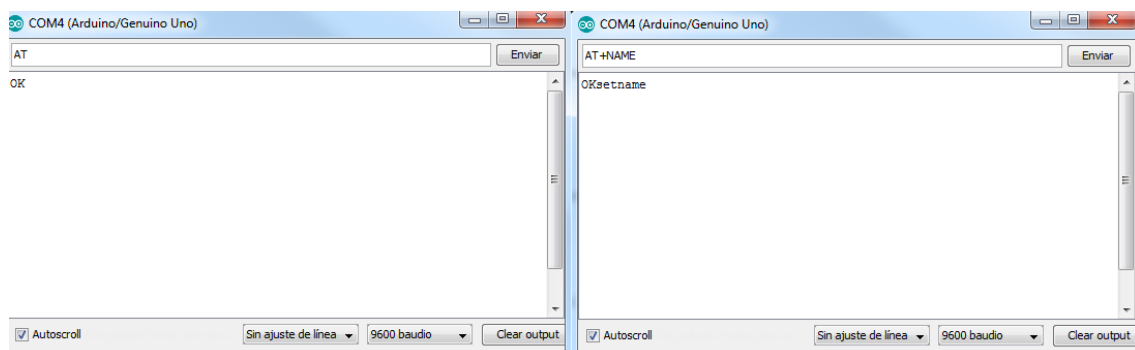 COM4 (Arduino/Genuino Uno)
AT
Enviar
OK
Autoscroll
Sin ajuste de línea
9600 baudio
Clear output
COM4 (Arduino/Genuino Uno)
AT+NAME
Enviar
OKsetname
Autoscroll
Sin ajuste de línea
9600 baudio
Clear output